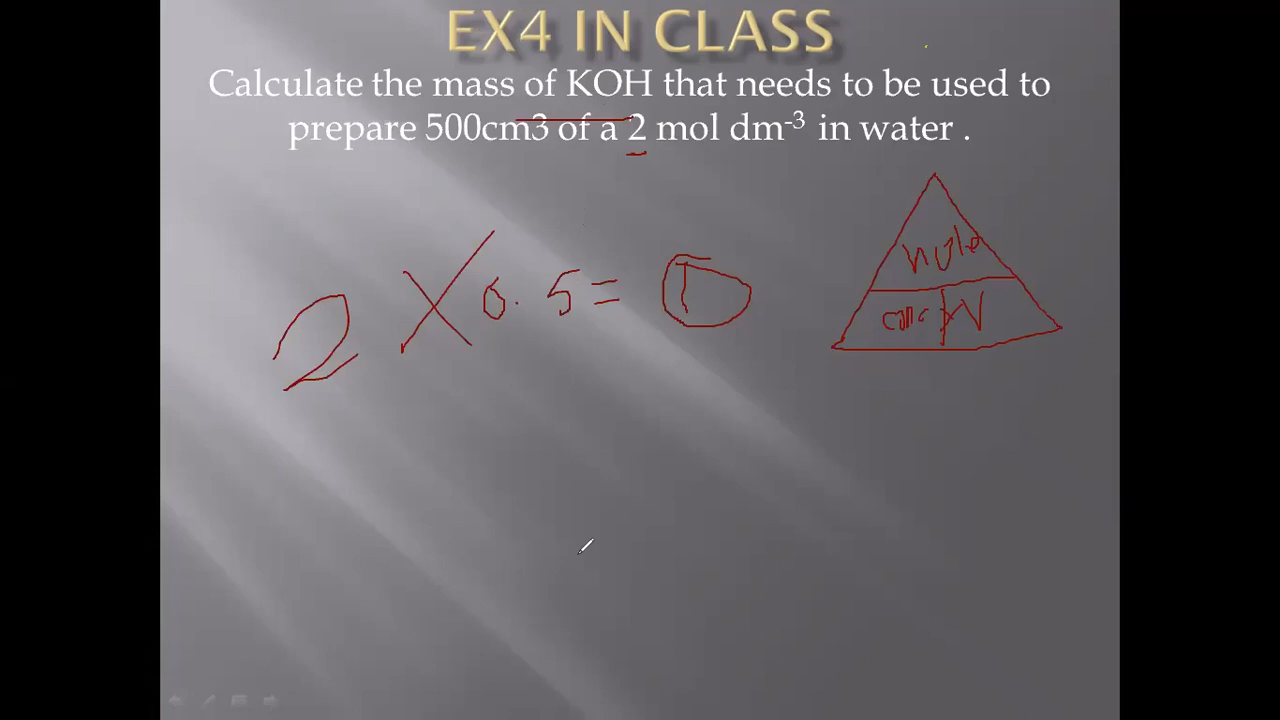 EX4 IN CLASS
Calculate the mass of KOH that needs to be used to
prepare 500cm3 of a 2 mol dm-3 in water .
mole
conc x V
2 X 0.5 = 1